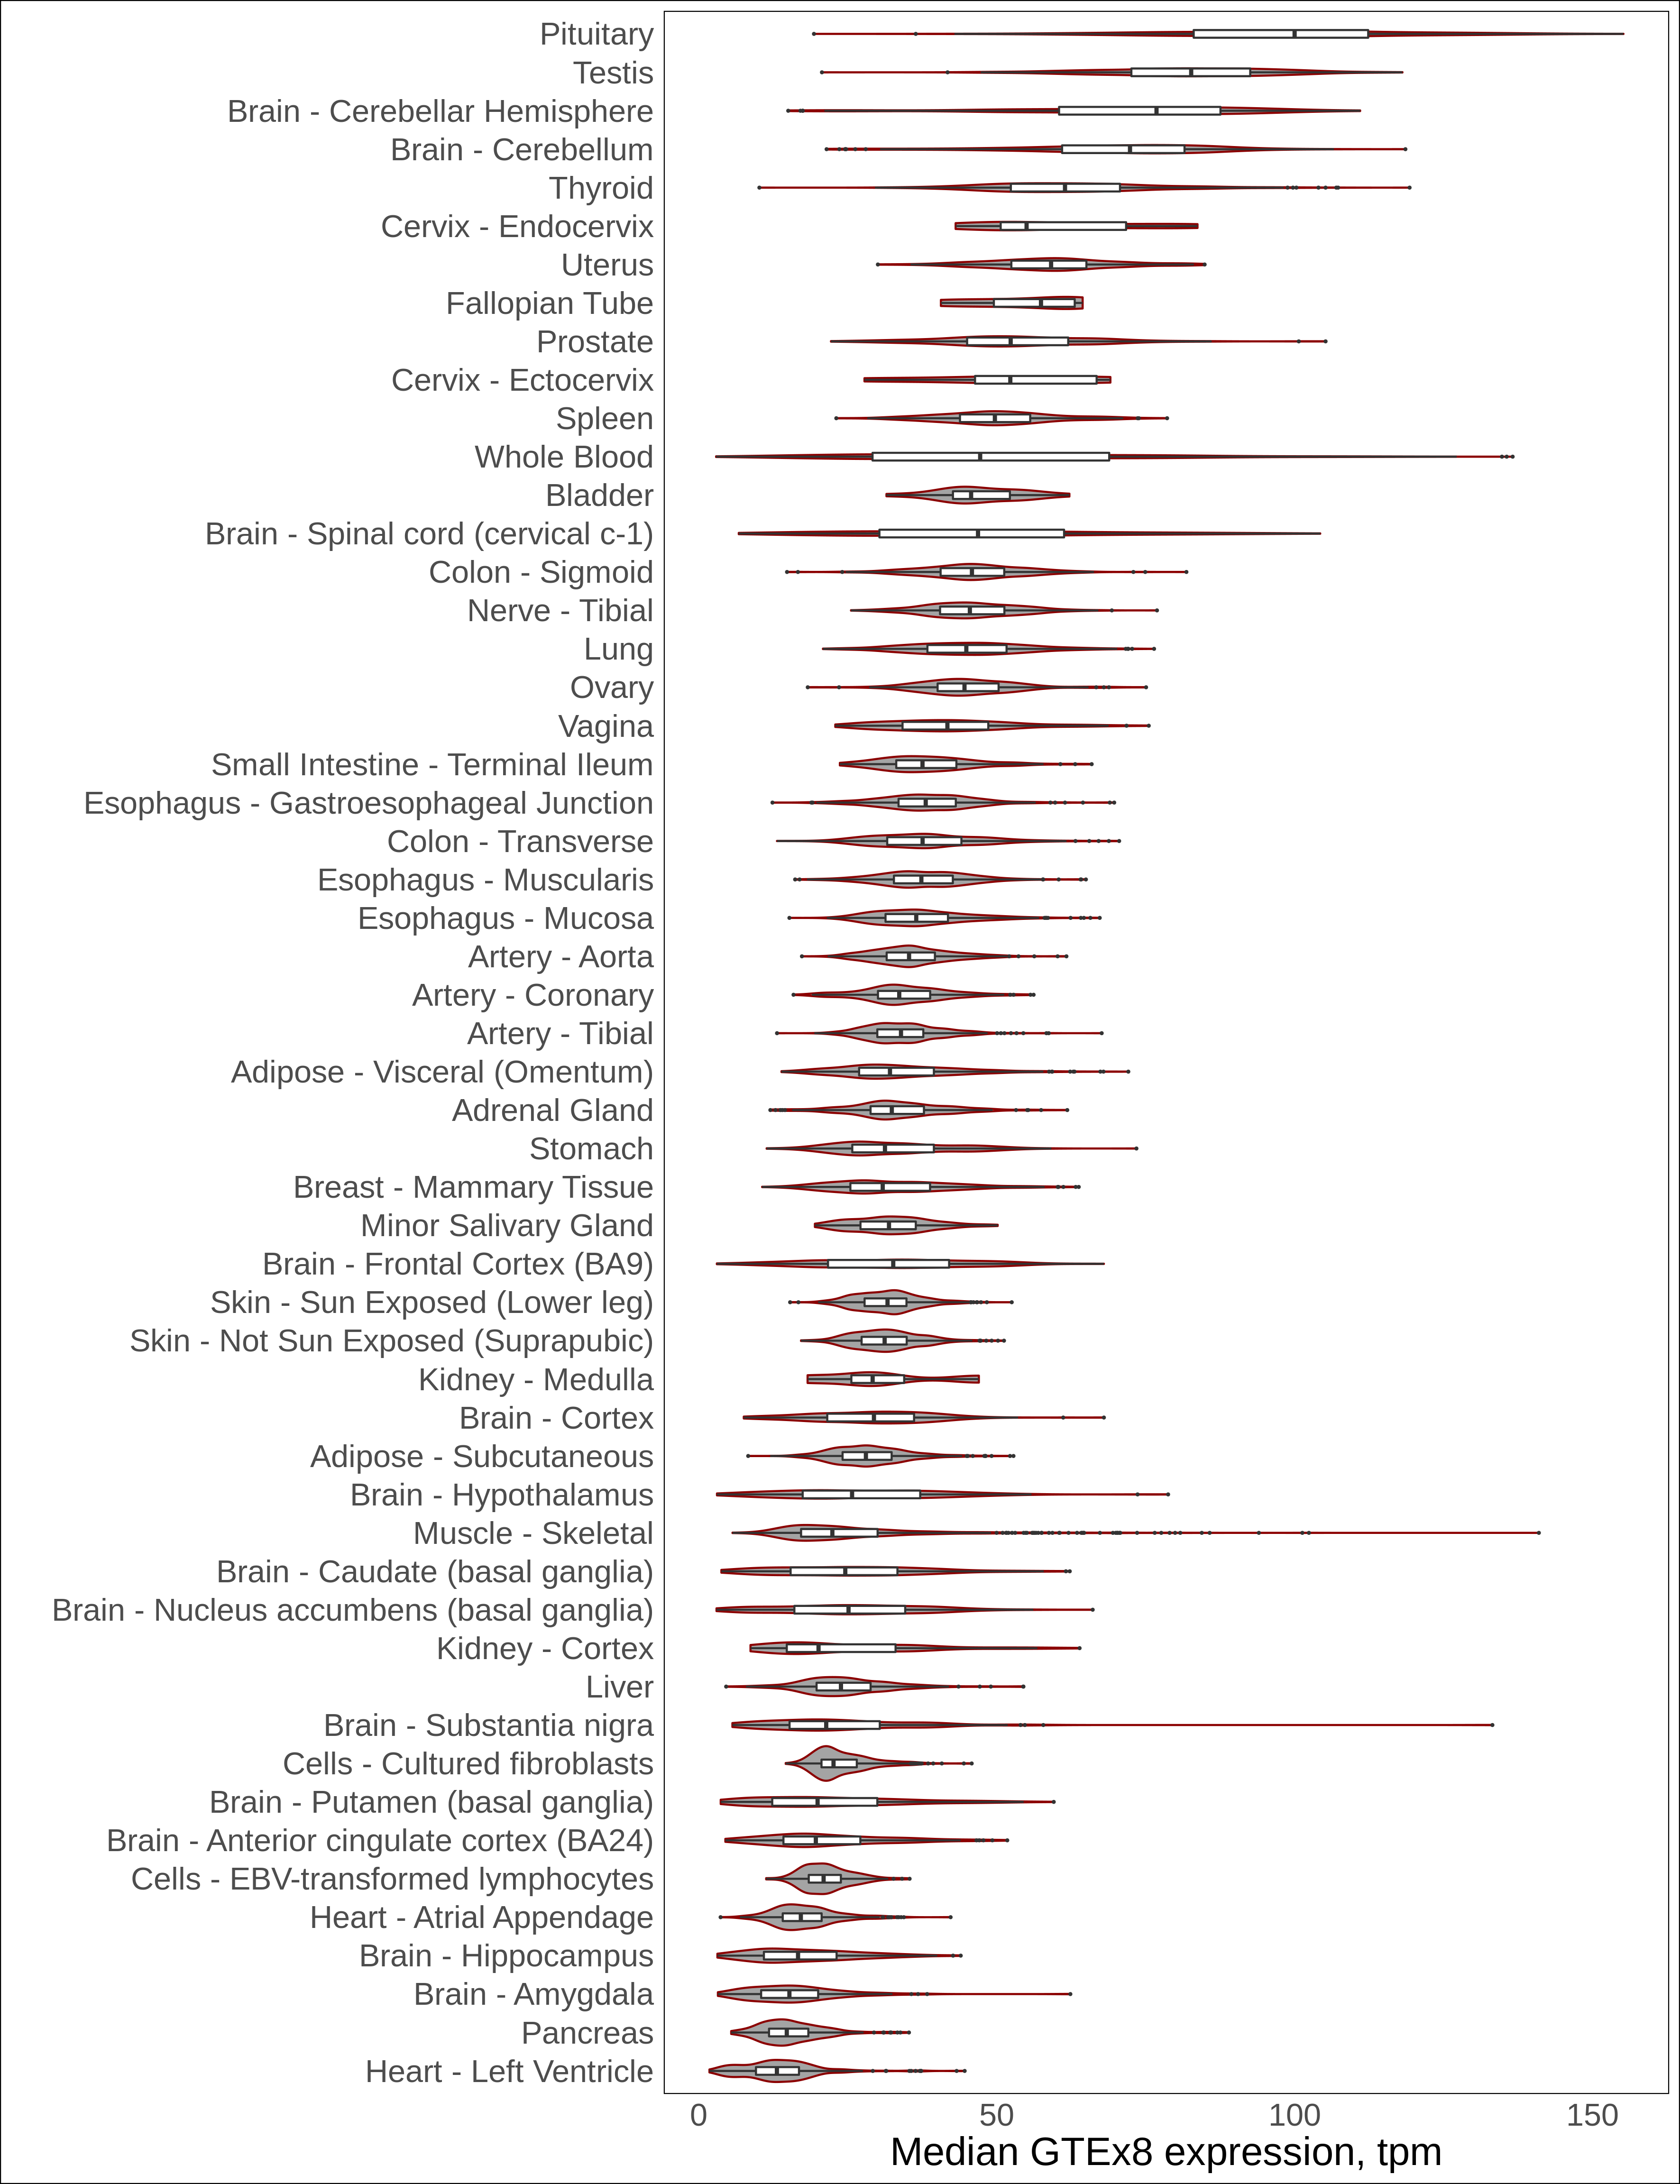 Pituitary
Testis
Brain - Cerebellar Hemisphere
Brain - Cerebellum
Thyroid
Cervix - Endocervix
Uterus
Fallopian Tube
Prostate
Cervix - Ectocervix
Spleen
Whole Blood
Bladder
Brain - Spinal cord (cervical c-1)
Colon - Sigmoid
Nerve - Tibial
Lung
Ovary
Vagina
Small Intestine - Terminal Ileum
Esophagus - Gastroesophageal Junction
Colon - Transverse
Esophagus - Muscularis
Esophagus - Mucosa
Artery - Aorta
Artery - Coronary
Artery - Tibial
Adipose - Visceral (Omentum)
Adrenal Gland
Stomach
Breast - Mammary Tissue
Minor Salivary Gland
Brain - Frontal Cortex (BA9)
Skin - Sun Exposed (Lower leg)
Skin - Not Sun Exposed (Suprapubic)
Kidney - Medulla
Brain - Cortex
Adipose - Subcutaneous
Brain - Hypothalamus
Muscle - Skeletal
Brain - Caudate (basal ganglia)
Brain - Nucleus accumbens (basal ganglia)
Kidney - Cortex
Liver
Brain - Substantia nigra
Cells - Cultured fibroblasts
Brain - Putamen (basal ganglia)
Brain - Anterior cingulate cortex (BA24)
Cells - EBV-transformed lymphocytes
Heart - Atrial Appendage
Brain - Hippocampus
Brain - Amygdala
Pancreas
Heart - Left Ventricle
0 50 100 150
Median GTEx8 expression, tpm